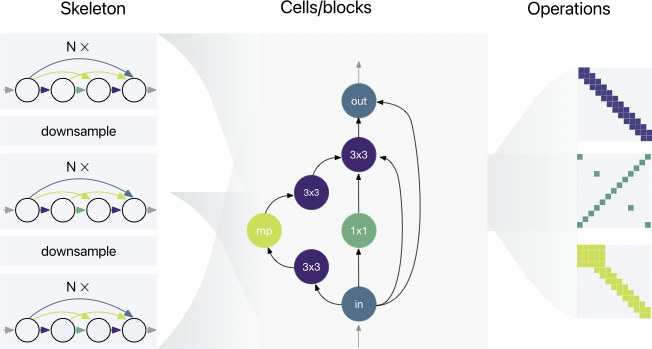 Skeleton
Cells/blocks
Operations
N ×
downsample
N ×
downsample
N ×
out
3x3
3x3
mp
1x1
3x3
in